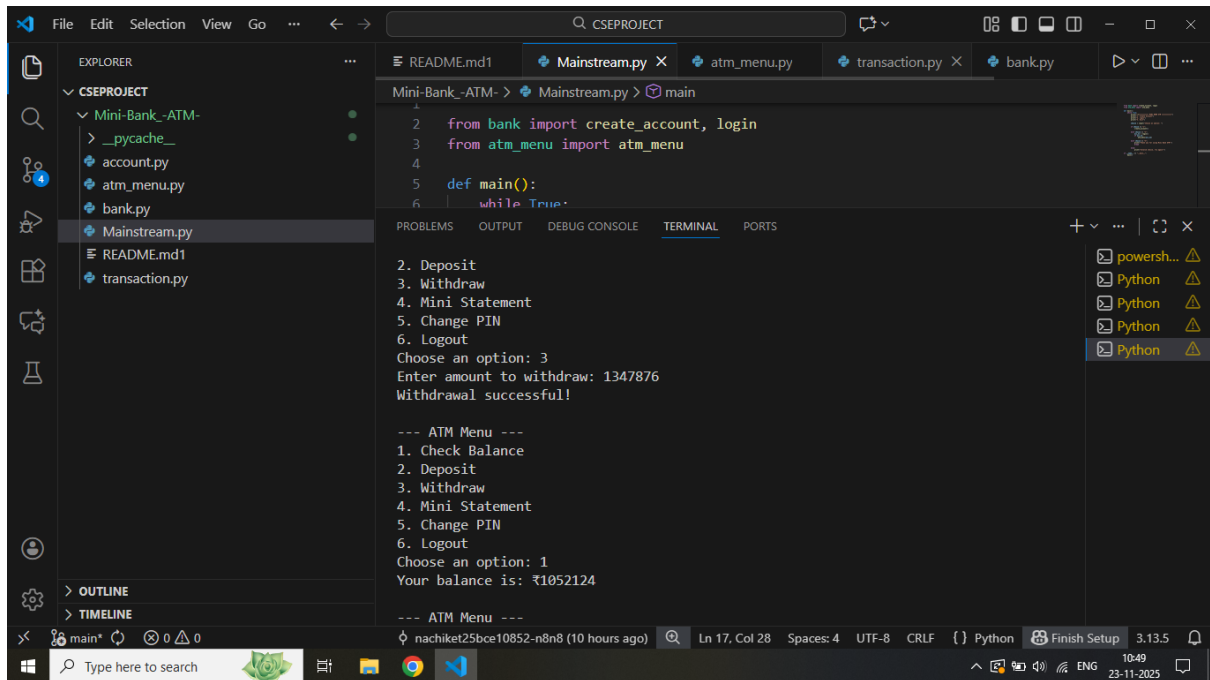 File Edit Selection View Go ··· CSEPROJECT
EXPLORER ···
CSEPROJECT
Mini-Bank_-ATM-
__pycache__
account.py
atm_menu.py
bank.py
Mainstream.py
README.md1
transaction.py
OUTLINE
TIMELINE
4
README.md1 Mainstream.py atm_menu.py transaction.py bank.py ···
Mini-Bank_-ATM- > Mainstream.py > main
1
2 from bank import create_account, login
3 from atm_menu import atm_menu
4
5 def main():
6 while True:
PROBLEMS OUTPUT DEBUG CONSOLE TERMINAL PORTS
2. Deposit
3. Withdraw
4. Mini Statement
5. Change PIN
6. Logout
Choose an option: 3
Enter amount to withdraw: 1347876
Withdrawal successful!
--- ATM Menu ---
1. Check Balance
2. Deposit
3. Withdraw
4. Mini Statement
5. Change PIN
6. Logout
Choose an option: 1
Your balance is: ₹1052124
--- ATM Menu ---
powersh...
Python
Python
Python
Python
main* 0 0 nachiket25bce10852-n8n8 (10 hours ago) Ln 17, Col 28 Spaces: 4 UTF-8 CRLF {} Python Finish Setup 3.13.5
Type here to search ENG 10:49
23-11-2025